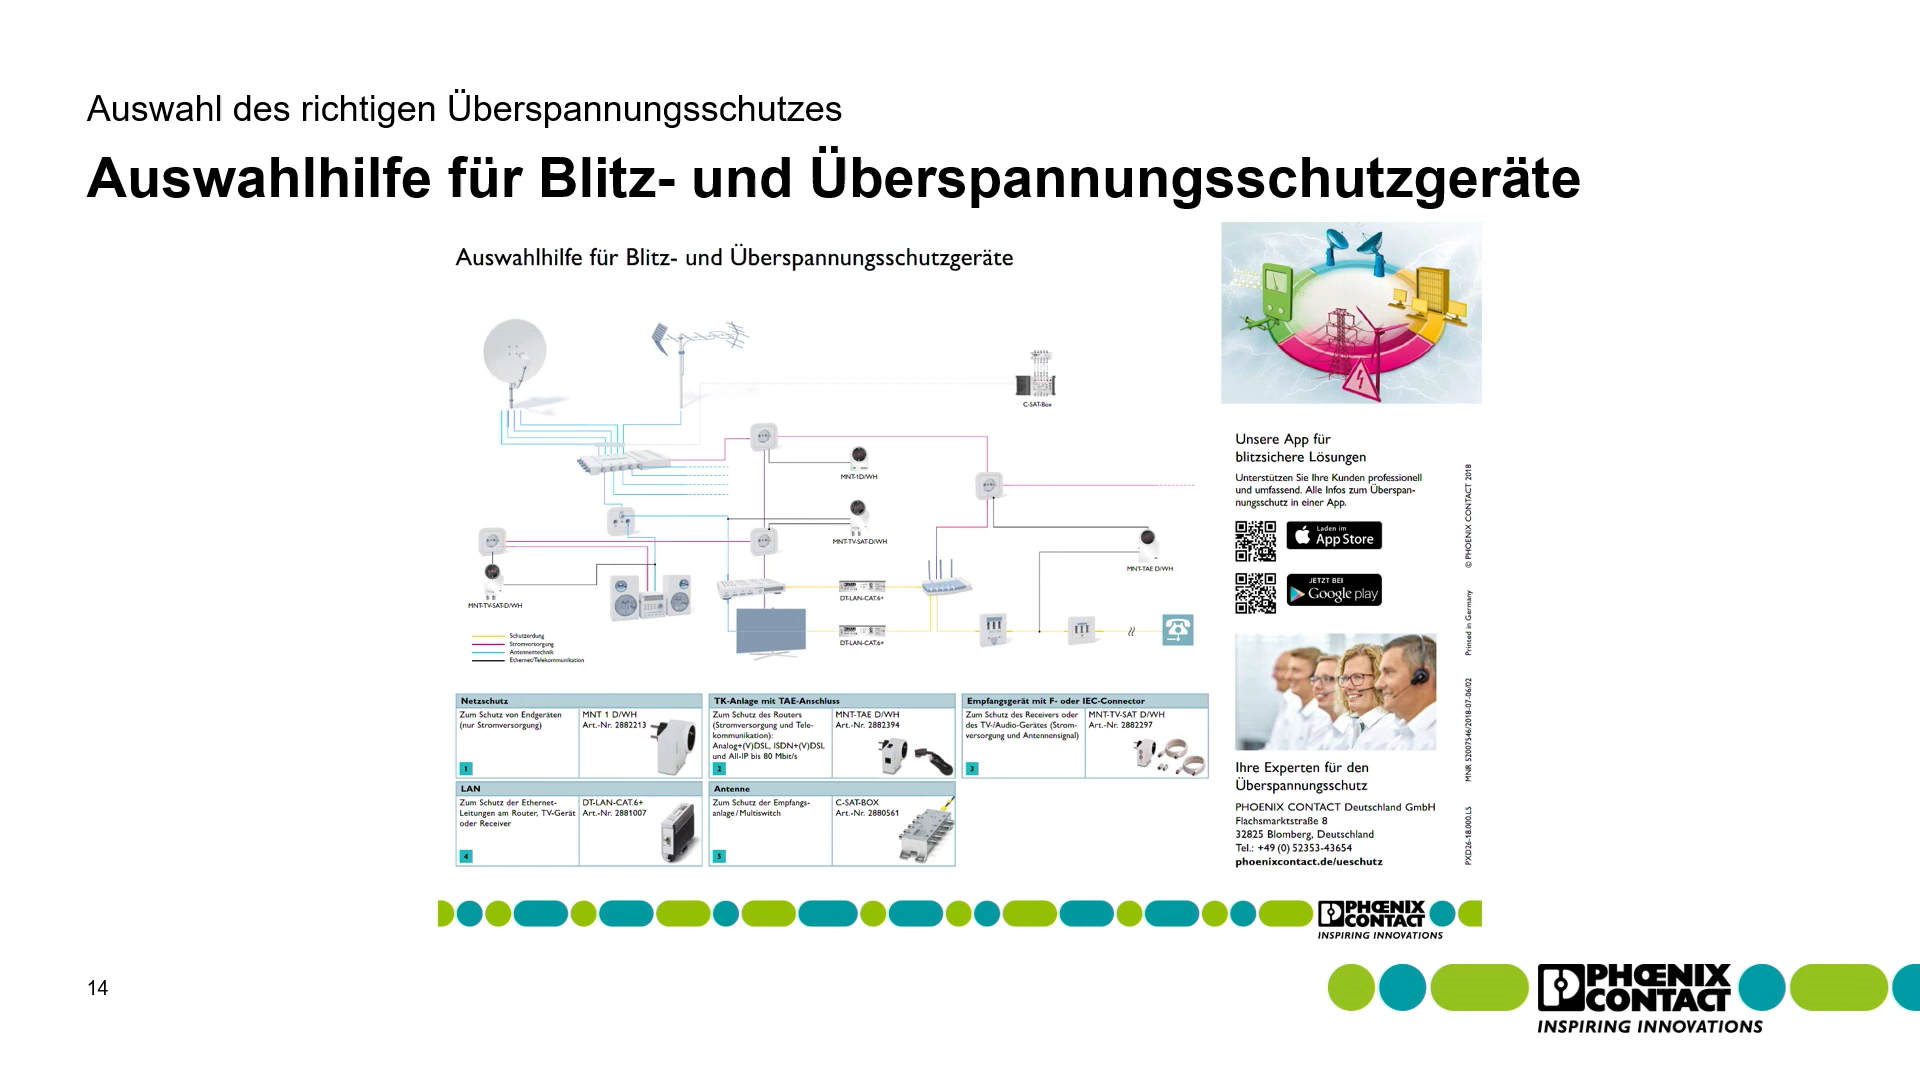 Auswahl des richtigen Überspannungsschutzes
Auswahlhilfe für Blitz- und Überspannungsschutzgeräte
Auswahlhilfe für Blitz- und Überspannungsschutzgeräte
C-SAT-Box
MNT-1D/WH
MNT-TV-SAT-D/WH
MNT-TAE D/WH
MNT-TV-SAT-D/WH
DT-LAN-CAT.6+
DT-LAN-CAT.6+
Schutzerdung
Stromversorgung
Antennentechnik
Ethernet/Telekommunikation
Netzschutz
Zum Schutz von Endgeräten
(nur Stromversorgung)
MNT 1 D/WH
Art.-Nr. 2882213
1
TK-Anlage mit TAE-Anschluss
Zum Schutz des Routers
(Stromversorgung und Tele-
kommunikation):
Analog+(V)DSL, ISDN+(V)DSL
und All-IP bis 80 Mbit/s
MNT-TAE D/WH
Art.-Nr. 2882394
2
Empfangsgerät mit F- oder IEC-Connector
Zum Schutz des Receivers oder
des TV-/Audio-Gerätes (Strom-
versorgung und Antennensignal)
MNT-TV-SAT D/WH
Art.-Nr. 2882297
3
LAN
Zum Schutz der Ethernet-
Leitungen am Router, TV-Gerät
oder Receiver
DT-LAN-CAT.6+
Art.-Nr. 2881007
4
Antenne
Zum Schutz der Empfangs-
anlage/Multiswitch
C-SAT-BOX
Art.-Nr. 2880561
5
Unsere App für
blitzsichere Lösungen
Unterstützen Sie Ihre Kunden professionell
und umfassend. Alle Infos zum Überspan-
nungsschutz in einer App.
Laden im
App Store
JETZT BEI
Google play
Ihre Experten für den
Überspannungsschutz
PHOENIX CONTACT Deutschland GmbH
Flachsmarktstraße 8
32825 Blomberg, Deutschland
Tel.: +49 (0) 52353-43654
phoenixcontact.de/ueschutz
PXD26-18.000.L5 MNR 52007546/2018-07-06/02 Printed in Germany © PHOENIX CONTACT 2018
PHŒNIX
CONTACT
INSPIRING INNOVATIONS
14
PHŒNIX
CONTACT
INSPIRING INNOVATIONS